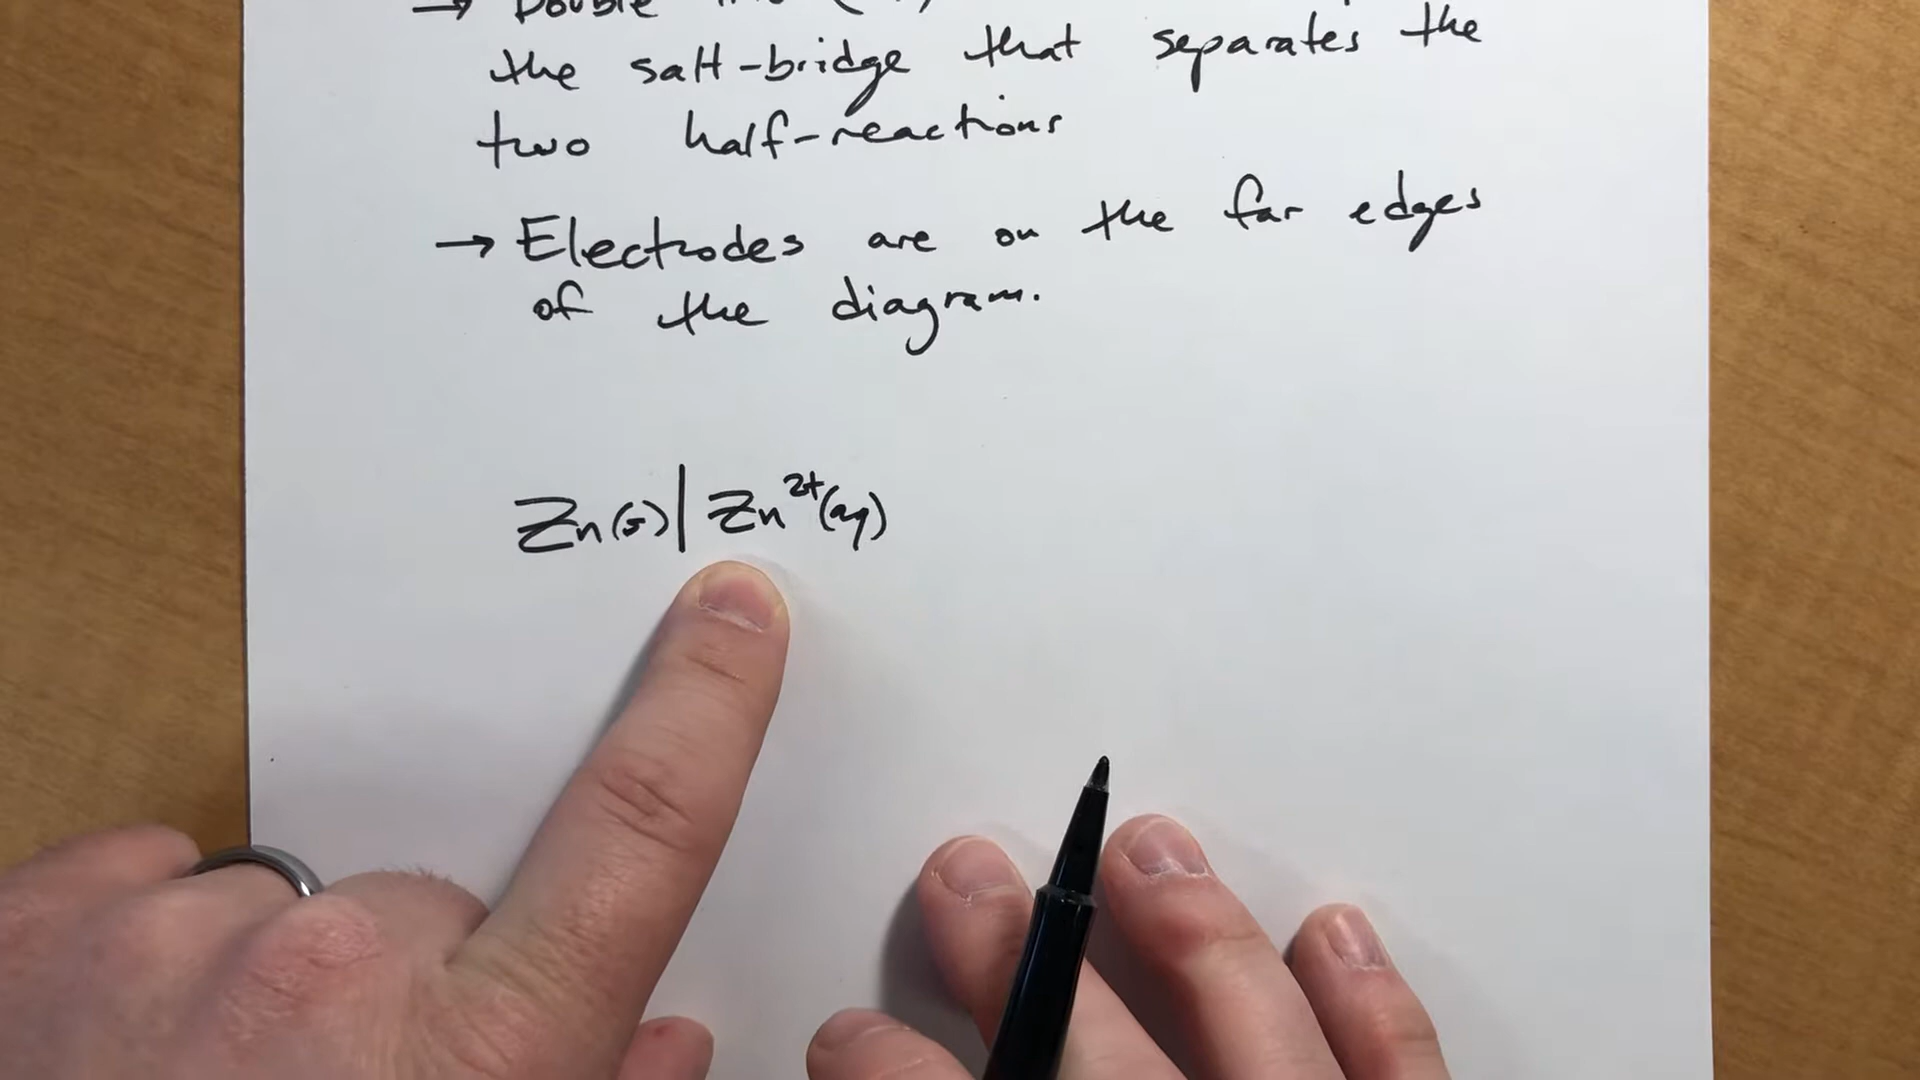 → Double
the salt-bridge that separates the
two half-reactions
→ Electrodes are on the far edges
of the diagram.
Zn(s)|Zn²⁺(aq)